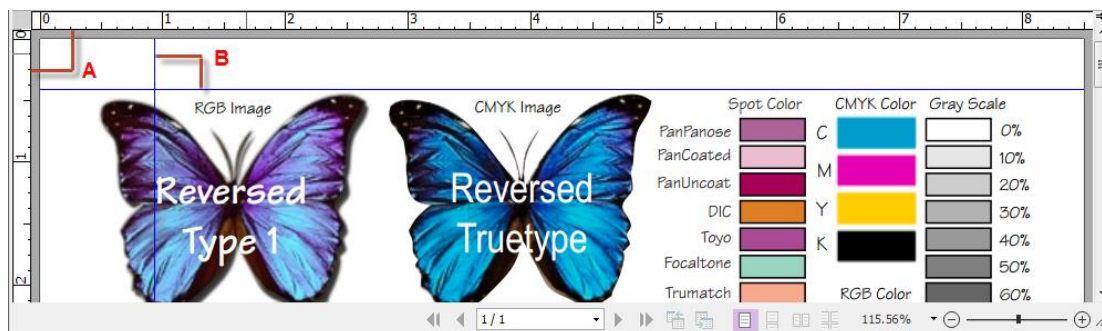 0 1 2 3 4 5 6 7 8
0
A
B
RGB Image
CMYK Image
Spot Color CMYK Color Gray Scale
PanPanose C 0%
PanCoated 10%
M
PanUncoat 20%
DIC Y 30%
Toyo K 40%
Focaltone 50%
Trumatch RGB Color 60%
1
Reversed
Type 1
Reversed
Truetype
2
1 / 1
115.56%